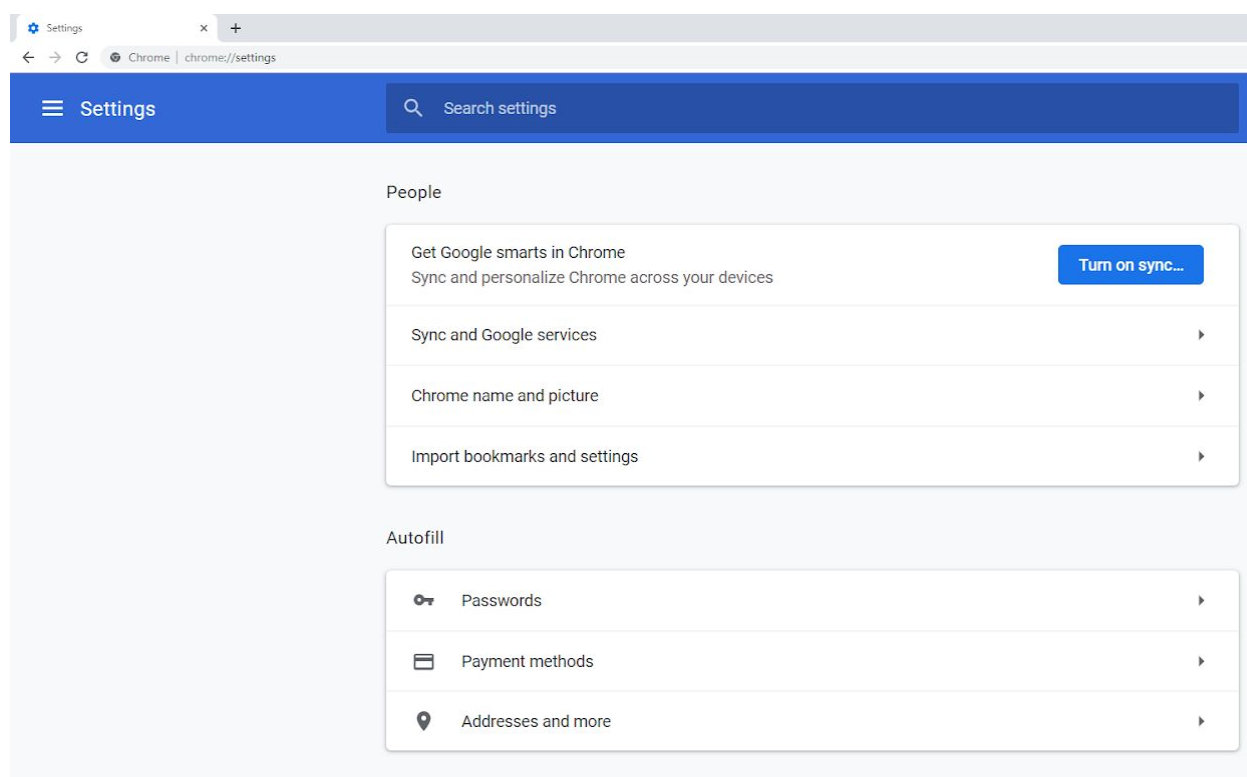 Settings
Chrome | chrome://settings
Settings
Search settings
People
Get Google smarts in Chrome
Sync and personalize Chrome across your devices
Turn on sync...
Sync and Google services
Chrome name and picture
Import bookmarks and settings
Autofill
Passwords
Payment methods
Addresses and more